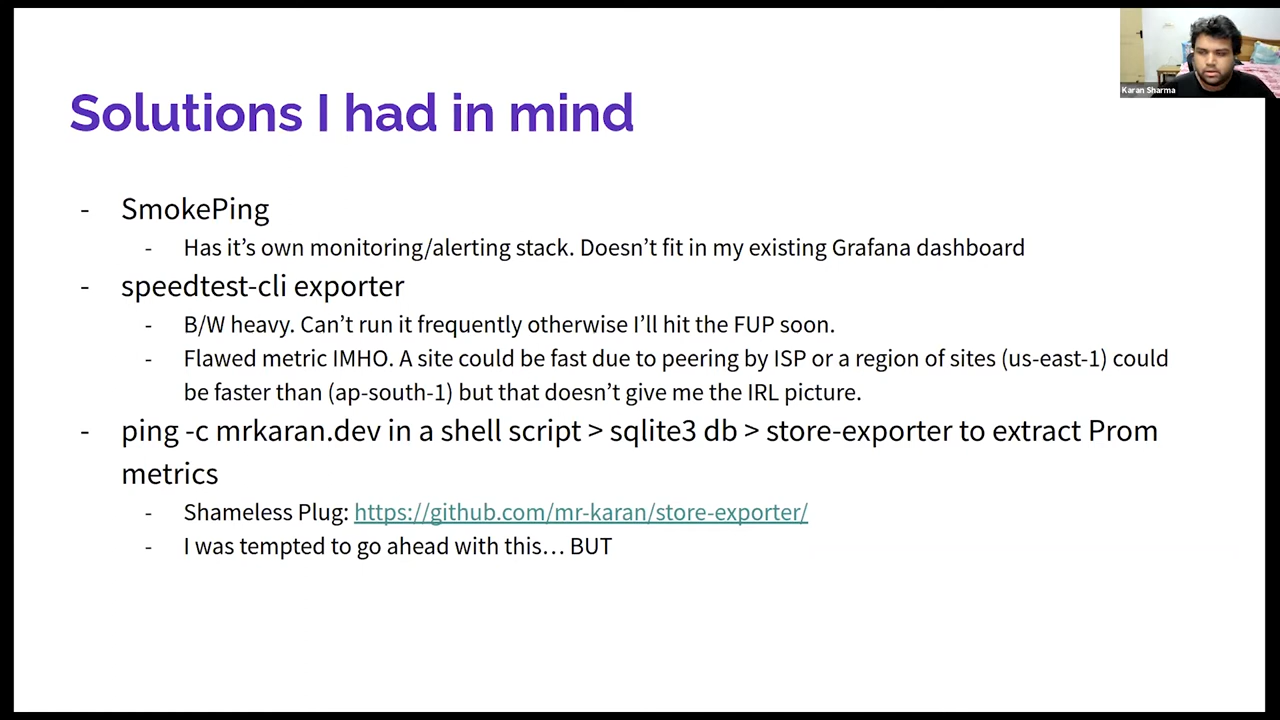 Karan Sharma
Solutions I had in mind
- SmokePing
- Has it's own monitoring/alerting stack. Doesn't fit in my existing Grafana dashboard
- speedtest-cli exporter
- B/W heavy. Can't run it frequently otherwise I'll hit the FUP soon.
- Flawed metric IMHO. A site could be fast due to peering by ISP or a region of sites (us-east-1) could
be faster than (ap-south-1) but that doesn't give me the IRL picture.
- ping -c mrkaran.dev in a shell script > sqlite3 db > store-exporter to extract Prom
metrics
- Shameless Plug: https://github.com/mr-karan/store-exporter/
- I was tempted to go ahead with this… BUT